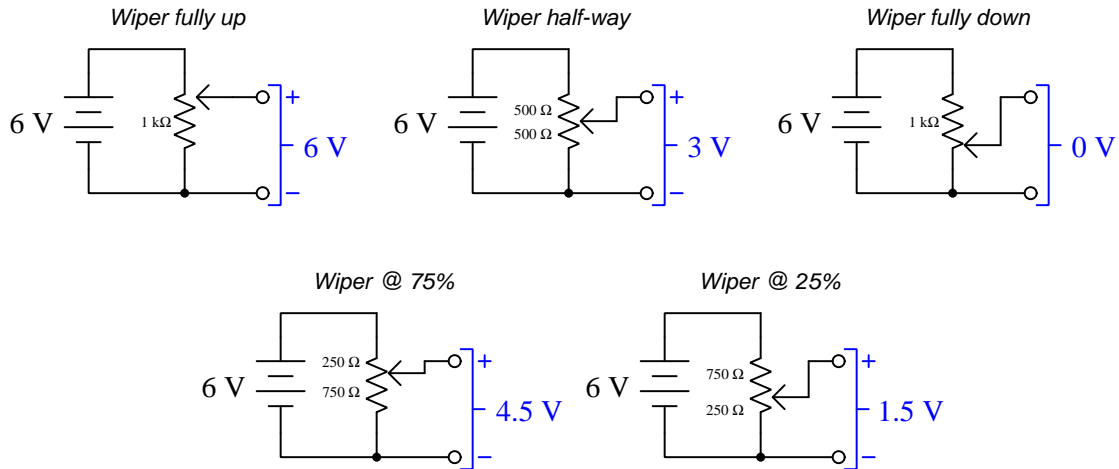 Wiper fully up
Wiper half-way
Wiper fully down
6 V
1 kΩ
+
6 V
−
6 V
500 Ω
500 Ω
+
3 V
−
6 V
1 kΩ
+
0 V
−
Wiper @ 75%
Wiper @ 25%
6 V
250 Ω
750 Ω
+
4.5 V
−
6 V
750 Ω
250 Ω
+
1.5 V
−